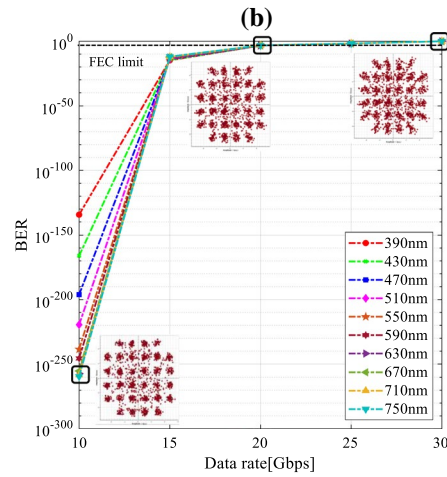 (b)
10^0
FEC limit
10^-50
10^-100
10^-150
10^-200
10^-250
10^-300
BER
390nm
430nm
470nm
510nm
550nm
590nm
630nm
670nm
710nm
750nm
10 15 20 25 30
Data rate[Gbps]